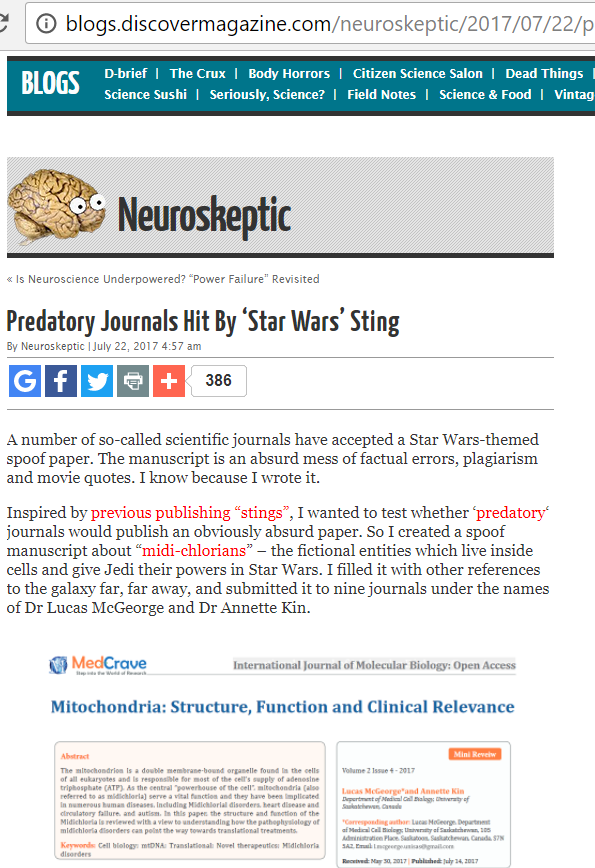 blogs.discovermagazine.com/neuroskeptic/2017/07/22/p
BLOGS
D-brief | The Crux | Body Horrors | Citizen Science Salon | Dead Things |
Science Sushi | Seriously, Science? | Field Notes | Science & Food | Vintag
Neuroskeptic
« Is Neuroscience Underpowered? “Power Failure” Revisited
Predatory Journals Hit By ‘Star Wars’ Sting
By Neuroskeptic | July 22, 2017 4:57 am
G f + 386
A number of so-called scientific journals have accepted a Star Wars-themed
spoof paper. The manuscript is an absurd mess of factual errors, plagiarism
and movie quotes. I know because I wrote it.
Inspired by previous publishing “stings”, I wanted to test whether ‘predatory‘
journals would publish an obviously absurd paper. So I created a spoof
manuscript about “midi-chlorians” – the fictional entities which live inside
cells and give Jedi their powers in Star Wars. I filled it with other references
to the galaxy far, far away, and submitted it to nine journals under the names
of Dr Lucas McGeorge and Dr Annette Kin.
MedCrave
Step into the World of Research
International Journal of Molecular Biology: Open Access
Mitochondria: Structure, Function and Clinical Relevance
Abstract
The mitochondrion is a double membrane-bound organelle found in the cells
of all eukaryotes and is responsible for most of the cell's supply of adenosine
triphosphate (ATP). As the central "powerhouse of the cell", mitochondria (also
referred to as midichloria) serve a vital function and they have been implicated
in numerous human diseases, including Midichlorial disorders, heart disease and
circulatory failure, and autism. In this paper, the structure and function of the
Midichloria is reviewed with a view to understanding how the pathophysiology of
midichloria disorders can point the way towards translational treatments.
Keywords: Cell biology; mtDNA; Translational; Novel therapeutics; Midichloria
disorders
Mini Reveiw
Volume 2 Issue 4 - 2017
Lucas McGeorge*and Annette Kin
Department of Medical Cell Biology, University of
Saskatchewan, Canada
*Corresponding author: Lucas McGeorge, Department
of Medical Cell Biology, University of Saskatchewan, 105
Administration Place, Saskatoon, Saskatchewan, Canada, S7N
5A2, Email:
Received: May 30, 2017 | Published: July 14, 2017